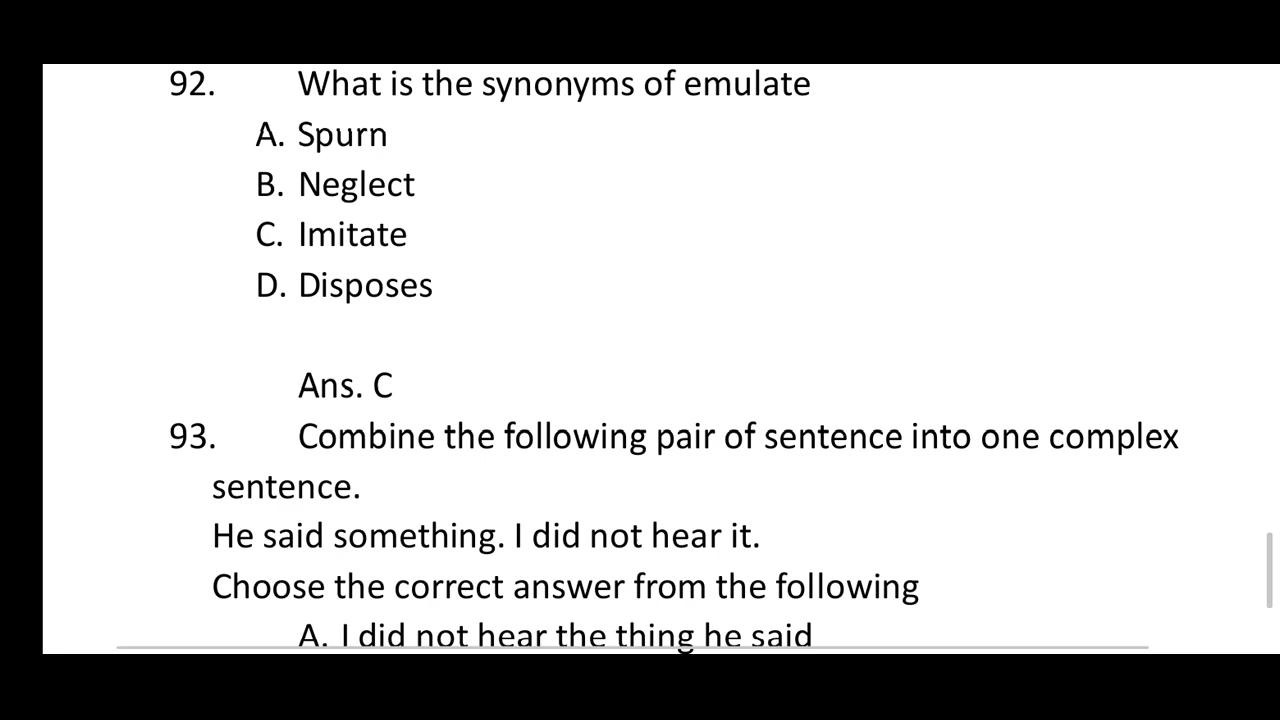 92. What is the synonyms of emulate
A. Spurn
B. Neglect
C. Imitate
D. Disposes
Ans. C
93. Combine the following pair of sentence into one complex
sentence.
He said something. I did not hear it.
Choose the correct answer from the following
A. I did not hear the thing he said